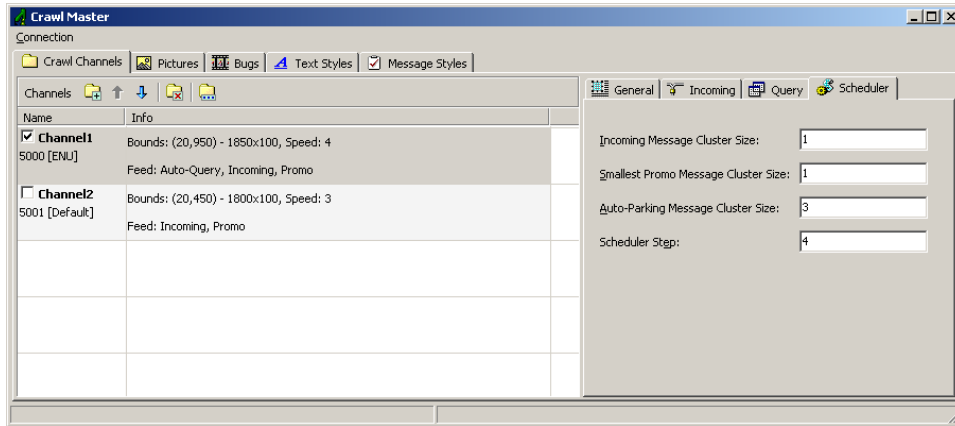 Crawl Master
Connection
Crawl Channels Pictures Bugs Text Styles Message Styles
Channels
Name Info
Channel1
5000 [ENU]
Bounds: (20,950) - 1850x100, Speed: 4
Feed: Auto-Query, Incoming, Promo
Channel2
5001 [Default]
Bounds: (20,450) - 1800x100, Speed: 3
Feed: Incoming, Promo
General Incoming Query Scheduler
Incoming Message Cluster Size: 1
Smallest Promo Message Cluster Size: 1
Auto-Parking Message Cluster Size: 3
Scheduler Step: 4